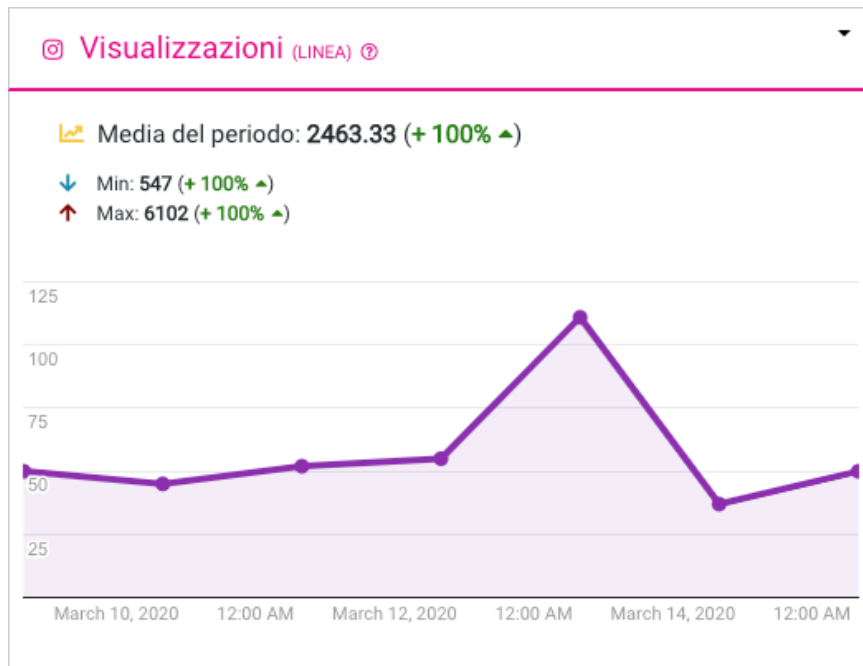 Visualizzazioni (LINEA) ?
Media del periodo: 2463.33 (+ 100% ▲)
Min: 547 (+ 100% ▲)
Max: 6102 (+ 100% ▲)
125
100
75
50
25
March 10, 2020 12:00 AM March 12, 2020 12:00 AM March 14, 2020 12:00 AM